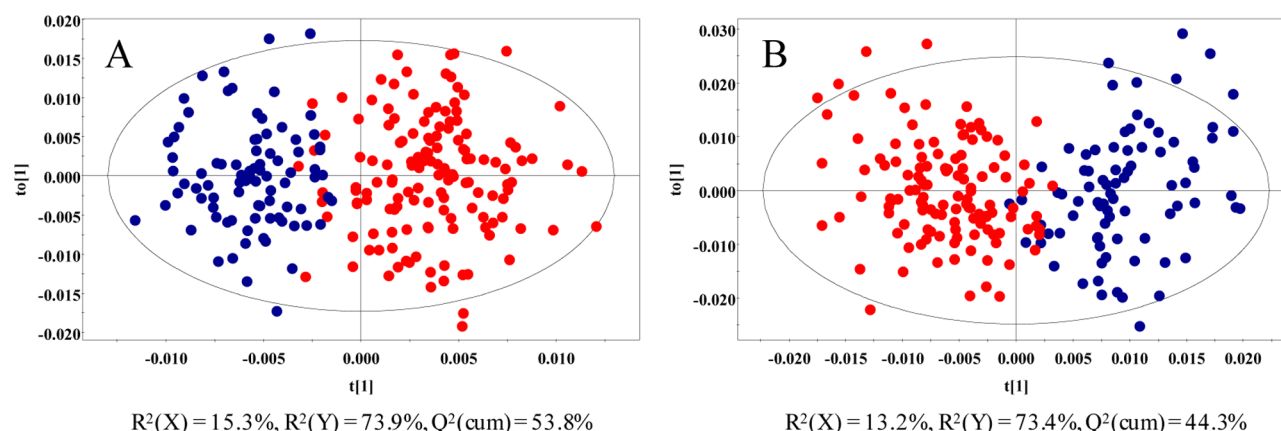 A
0.020
0.015
0.010
0.005
0.000
-0.005
-0.010
-0.015
-0.020
to[1]
-0.010 -0.005 0.000 0.005 0.010
t[1]
R²(X) = 15.3%, R²(Y) = 73.9%, Q²(cum) = 53.8%
B
0.030
0.020
0.010
0.000
-0.010
-0.020
to[1]
-0.020 -0.015 -0.010 -0.005 0.000 0.005 0.010 0.015 0.020
t[1]
R²(X) = 13.2%, R²(Y) = 73.4%, Q²(cum) = 44.3%